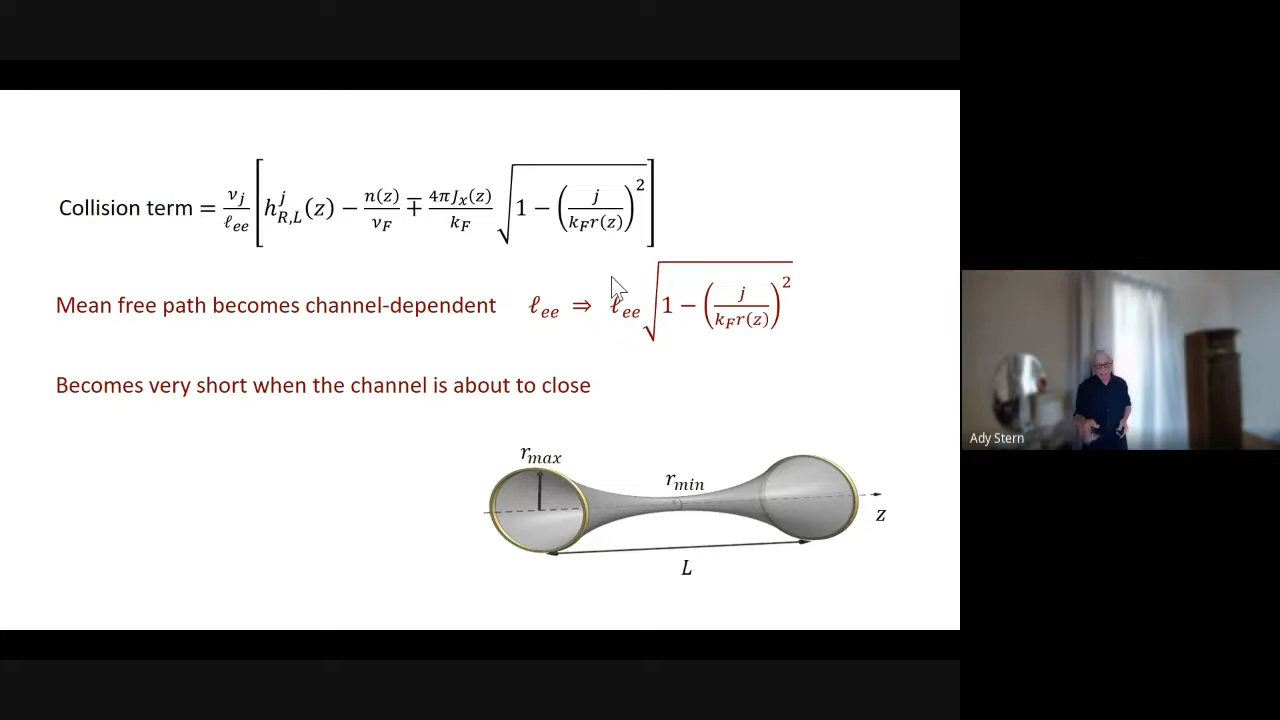 Collision term = \frac{\nu_j}{\ell_{ee}} \left[ h^j_{R,L}(z) - \frac{n(z)}{\nu_F} \mp \frac{4\pi J_x(z)}{k_F} \sqrt{1 - \left(\frac{j}{k_F r(z)}\right)^2} \right]
Mean free path becomes channel-dependent \ell_{ee} \Rightarrow \ell_{ee} \sqrt{1 - \left(\frac{j}{k_F r(z)}\right)^2}
Becomes very short when the channel is about to close
r_{max}
r_{min}
z
L
Ady Stern